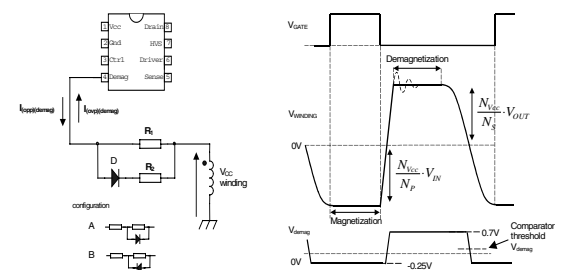 1 Vcc Drain 8
2 Gnd HVS 7
3 Ctrl Driver 6
4 Demag Sense 5
I(opp)(demag)
I(ovp)(demag)
R1
D
R2
VCC
winding
configuration
A
B
VGATE
Demagnetization
VWINDING
NVcc/NS · VOUT
0V
NVcc/NP · VIN
Magnetization
Vdemag
0.7V
Comparator
threshold
Vdemag
0V
-0.25V